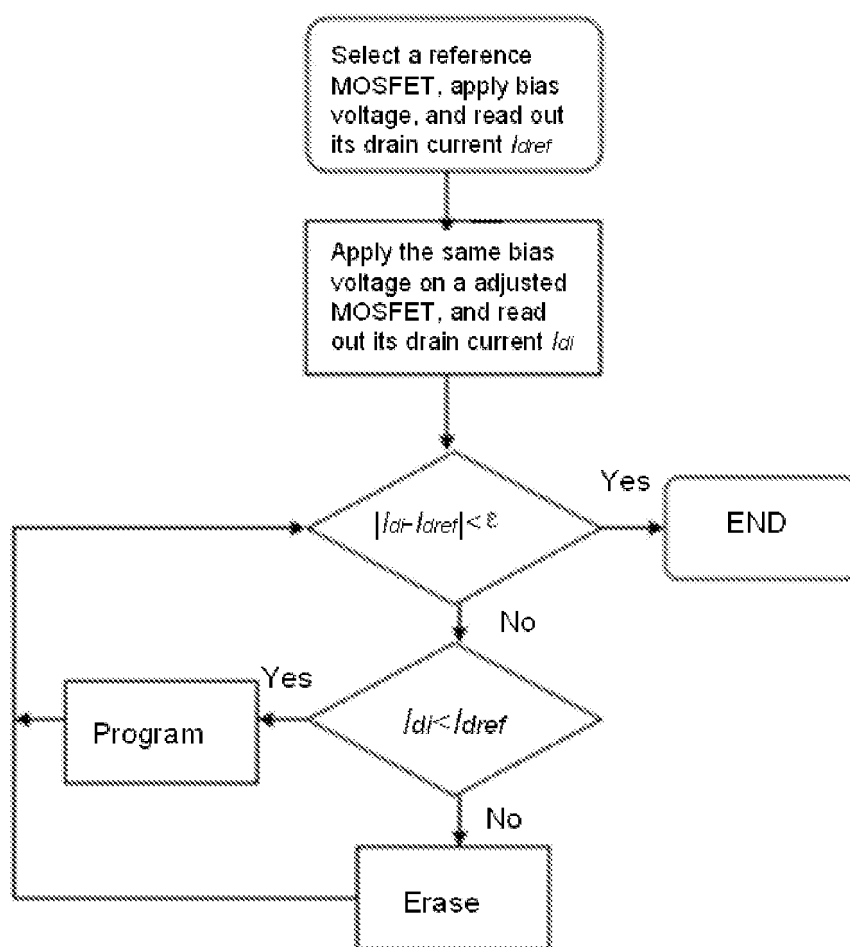 Select a reference
MOSFET, apply bias
voltage, and read out
its drain current Idref
Apply the same bias
voltage on a adjusted
MOSFET, and read
out its drain current Idi
|Idi-Idref|<ε
Yes
END
No
Idi<Idref
Yes
Program
No
Erase